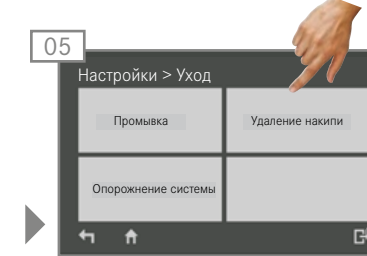 05
Настройки > Уход
Промывка
Удаление накипи
Опорожнение системы